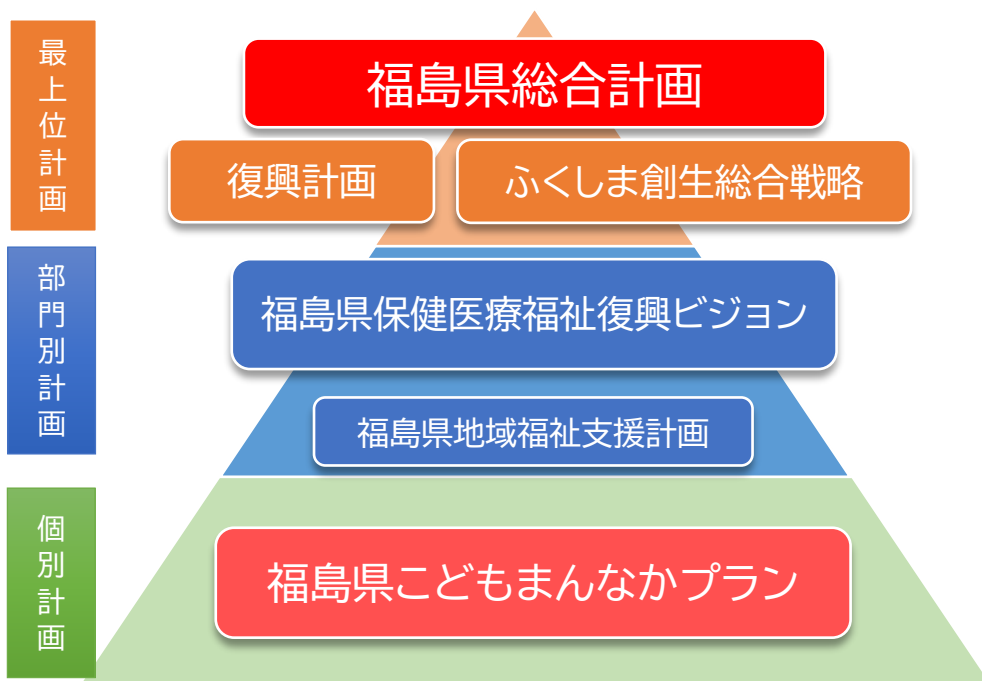 最上位計画
福島県総合計画
復興計画
ふくしま創生総合戦略
部門別計画
福島県保健医療福祉復興ビジョン
福島県地域福祉支援計画
個別計画
福島県こどもまんなかプラン